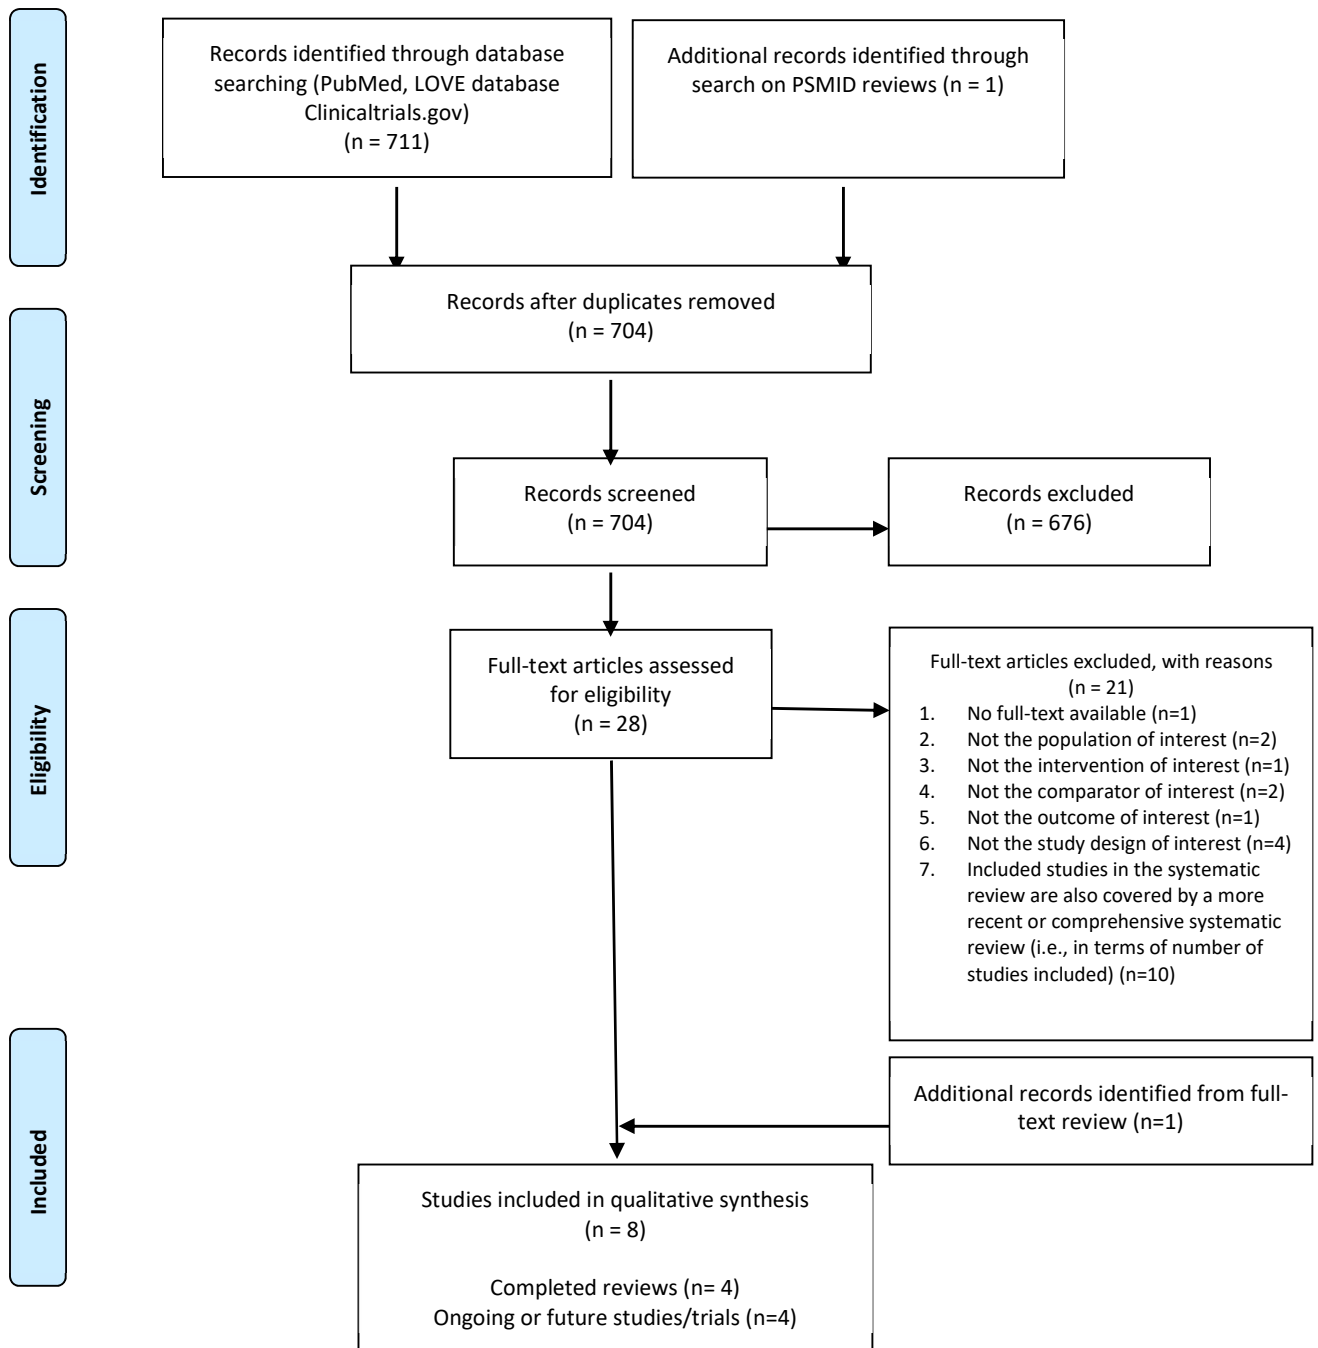 Identification
Records identified through database
searching (PubMed, LOVE database
Clinicaltrials.gov)
(n = 711)
Additional records identified through
search on PSMID reviews (n = 1)
Records after duplicates removed
(n = 704)
Screening
Records screened
(n = 704)
Records excluded
(n = 676)
Eligibility
Full-text articles assessed
for eligibility
(n = 28)
Full-text articles excluded, with reasons
(n = 21)
1. No full-text available (n=1)
2. Not the population of interest (n=2)
3. Not the intervention of interest (n=1)
4. Not the comparator of interest (n=2)
5. Not the outcome of interest (n=1)
6. Not the study design of interest (n=4)
7. Included studies in the systematic
review are also covered by a more
recent or comprehensive systematic
review (i.e., in terms of number of
studies included) (n=10)
Included
Additional records identified from full-
text review (n=1)
Studies included in qualitative synthesis
(n = 8)
Completed reviews (n= 4)
Ongoing or future studies/trials (n=4)